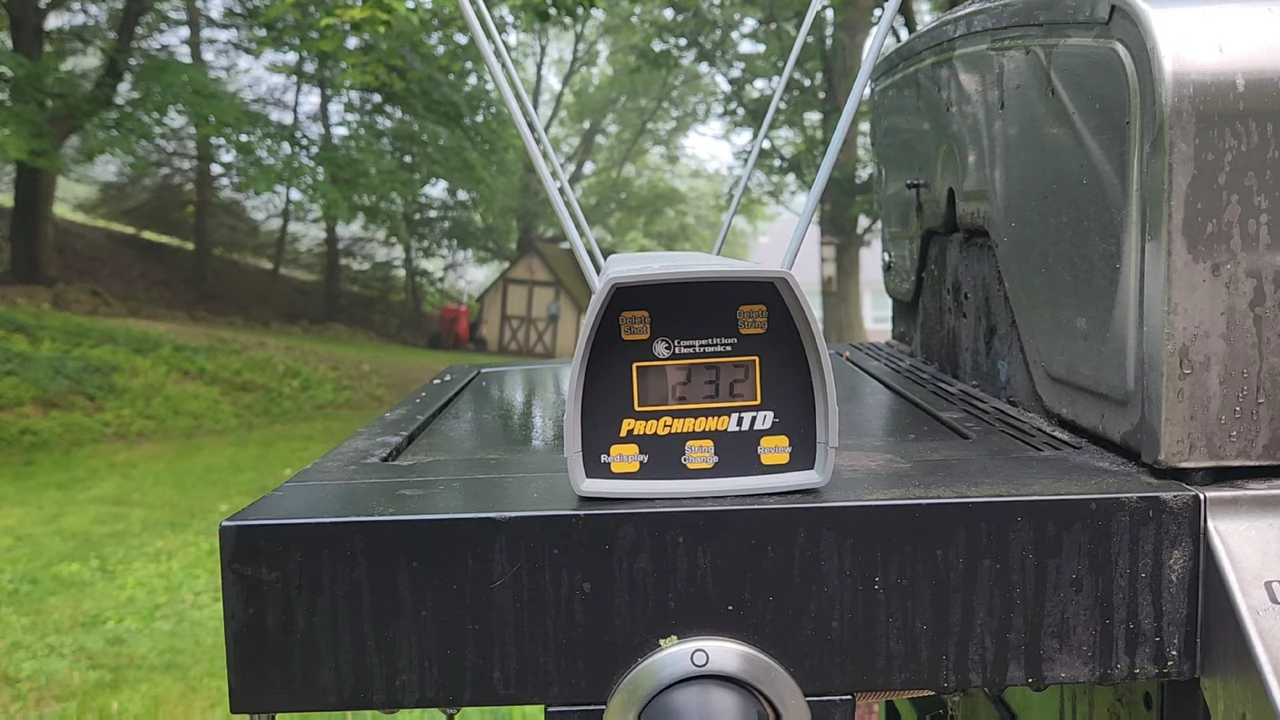 Delete
Shot
Delete
String
Competition
Electronics
232
PROCHRONOLTD
Redisplay
String
Change
Review